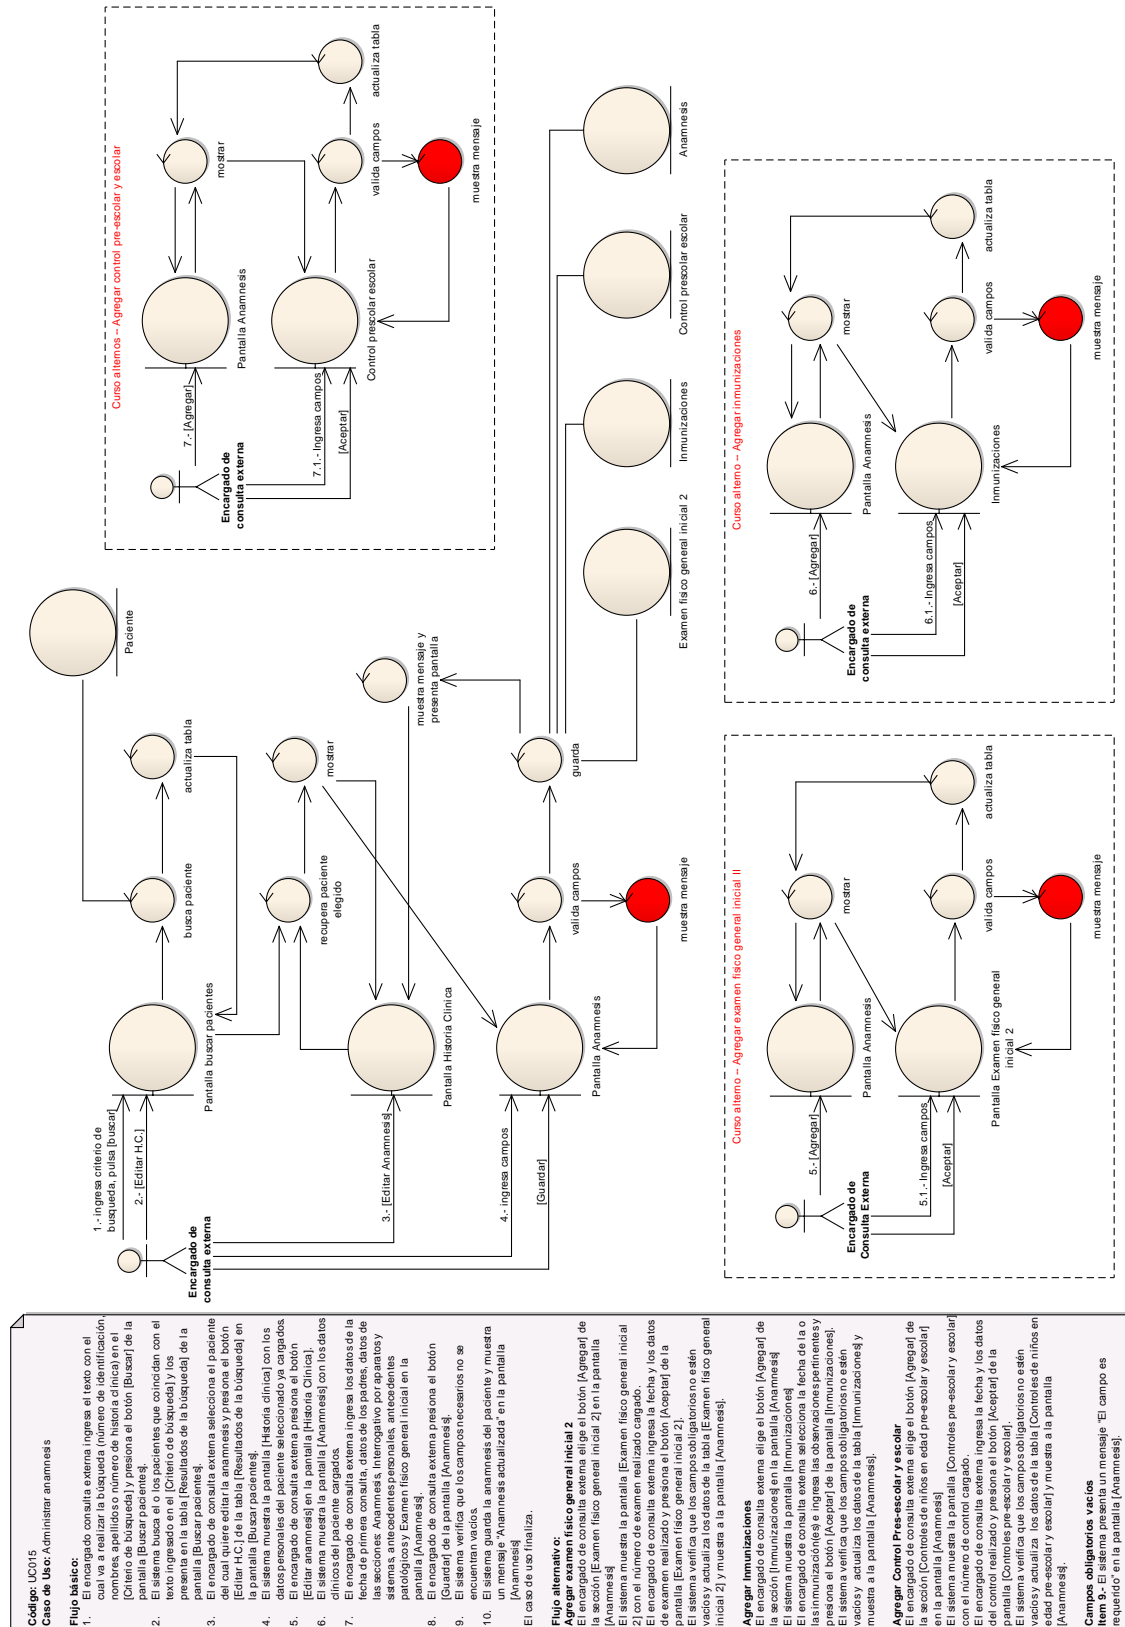 Código: UC015
Caso de Uso: Administrar anamnesis
Flujo básico:
1. El encargado consulta externa ingresa el texto con el
cual va a realizar la búsqueda (número de identificación,
nombres, apellidos o número de historia clínica) en el
[Criterio de búsqueda] y presiona el botón [Buscar] de la
pantalla [Buscar pacientes].
2. El sistema busca el o los pacientes que coincidan con el
texto ingresado en el [Criterio de búsqueda] y los
presenta en la tabla [Resultados de la búsqueda] de la
pantalla [Buscar pacientes].
3. El encargado de consulta externa selecciona el paciente
del cual quiere editar la anamnesis y presiona el botón
[Editar H.C.] de la tabla [Resultados de la búsqueda] en
la pantalla [Busca pacientes].
4. El sistema muestra la pantalla [Historia clínica] con los
datos personales del paciente seleccionado ya cargados.
5. El encargado de consulta externa presiona el botón
[Editar anamnesis] en la pantalla [Historia Clínica].
6. El sistema muestra la pantalla [Anamnesis] con los datos
clínicos del paciente cargados.
7. El encargado de consulta externa ingresa los datos de la
fecha de primera consulta, datos de los padres, datos de
las secciones: Anamnesis, Interrogativo por aparatos y
sistemas, antecedentes personales, antecedentes
patológicos y Examen físico general inicial en la
pantalla [Anamnesis].
8. El encargado de consulta externa presiona el botón
[Guardar] de la pantalla [Anamnesis].
9. El sistema verifica que los campos necesarios no se
encuentran vacíos.
10. El sistema guarda la anamnesis del paciente y muestra
un mensaje "Anamnesis actualizada" en la pantalla
[Anamnesis]
El caso de uso finaliza.
Flujo alternativo:
Agregar examen físico general inicial 2
El encargado de consulta externa elige el botón [Agregar] de
la sección [Examen físico general inicial 2] en la pantalla
[Anamnesis]
El sistema muestra la pantalla [Examen físico general inicial
2] con el número de examen realizado cargado.
El encargado de consulta externa ingresa la fecha y los datos
de examen realizado y presiona el botón [Aceptar] de la
pantalla [Examen físico general inicial 2].
El sistema verifica que los campos obligatorios no estén
vacíos y actualiza los datos de la tabla [Examen físico general
inicial 2] y muestra a la pantalla [Anamnesis].
Agregar Inmunizaciones
El encargado de consulta externa elige el botón [Agregar] de
la sección [Inmunizaciones] en la pantalla [Anamnesis]
El sistema muestra la pantalla [Inmunizaciones]
El encargado de consulta externa selecciona la fecha de la o
las inmunización(es) e ingresa las observaciones pertinentes y
presiona el botón [Aceptar] de la pantalla [Inmunizaciones].
El sistema verifica que los campos obligatorios no estén
vacíos y actualiza los datos de la tabla [Inmunizaciones] y
muestra a la pantalla [Anamnesis].
Agregar Control Pres-escolar y escolar
El encargado de consulta externa elige el botón [Agregar] de
la sección [Controles de niños en edad pre-escolar y escolar]
en la pantalla [Anamnesis]
El sistema muestra la pantalla [Controles pre-escolar y escolar]
con el número de control cargado.
El encargado de consulta externa ingresa la fecha y los datos
del control realizado y presiona el botón [Aceptar] de la
pantalla [Controles pre-escolar y escolar].
El sistema verifica que los campos obligatorios no estén
vacíos y actualiza los datos de la tabla [Controles de niños en
edad pre-escolar y escolar] y muestra a la pantalla
[Anamnesis].
Campos obligatorios vacíos
Item 9.- El sistema presenta un mensaje "El campo es
requerido" en la pantalla [Anamnesis].
1.- ingresa criterio de
busqueda, pulsa [buscar]
2.- [Editar H.C.]
Encargado de
consulta externa
3.- [Editar Anamnesis]
4.- ingresa campos
[Guardar]
Pantalla buscar pacientes
busca paciente
actualiza tabla
Paciente
recupera paciente
elegido
mostrar
Pantalla Historia Clinica
muestra mensaje y
presenta pantalla
Pantalla Anamnesis
valida campos
guarda
muestra mensaje
Examen fisico general inicial 2
Inmunizaciones
Control prescolar escolar
Anamnesis
Curso alternos – Agregar control pre-escolar y escolar
Encargado de
consulta externa
7.- [Agregar]
7.1.- Ingresa campos
[Aceptar]
Pantalla Anamnesis
mostrar
Control prescolar escolar
valida campos
actualiza tabla
muestra mensaje
Curso alterno – Agregar examen fisico general inicial II
Encargado de
Consulta Externa
5.- [Agregar]
5.1.- Ingresa campos
[Aceptar]
Pantalla Anamnesis
mostrar
Pantalla Examen físico general
inicial 2
valida campos
actualiza tabla
muestra mensaje
Curso alterno – Agregar inmunizaciones
Encargado de
consulta externa
6.- [Agregar]
6.1.- Ingresa campos
[Aceptar]
Pantalla Anamnesis
mostrar
Inmunizaciones
valida campos
actualiza tabla
muestra mensaje